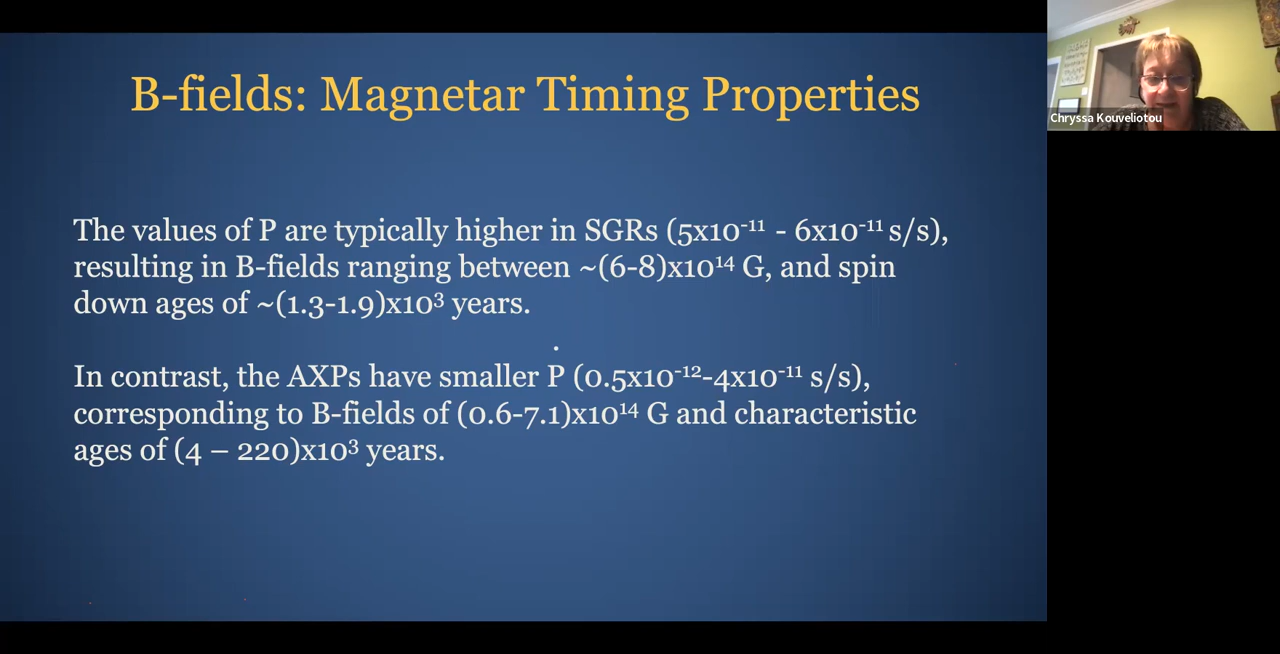 B-fields: Magnetar Timing Properties
Chryssa Kouveliotou
The values of P are typically higher in SGRs (5x10⁻¹¹ - 6x10⁻¹¹ s/s),
resulting in B-fields ranging between ~(6-8)x10¹⁴ G, and spin
down ages of ~(1.3-1.9)x10³ years.
In contrast, the AXPs have smaller Ṗ (0.5x10⁻¹²-4x10⁻¹¹ s/s),
corresponding to B-fields of (0.6-7.1)x10¹⁴ G and characteristic
ages of (4 – 220)x10³ years.